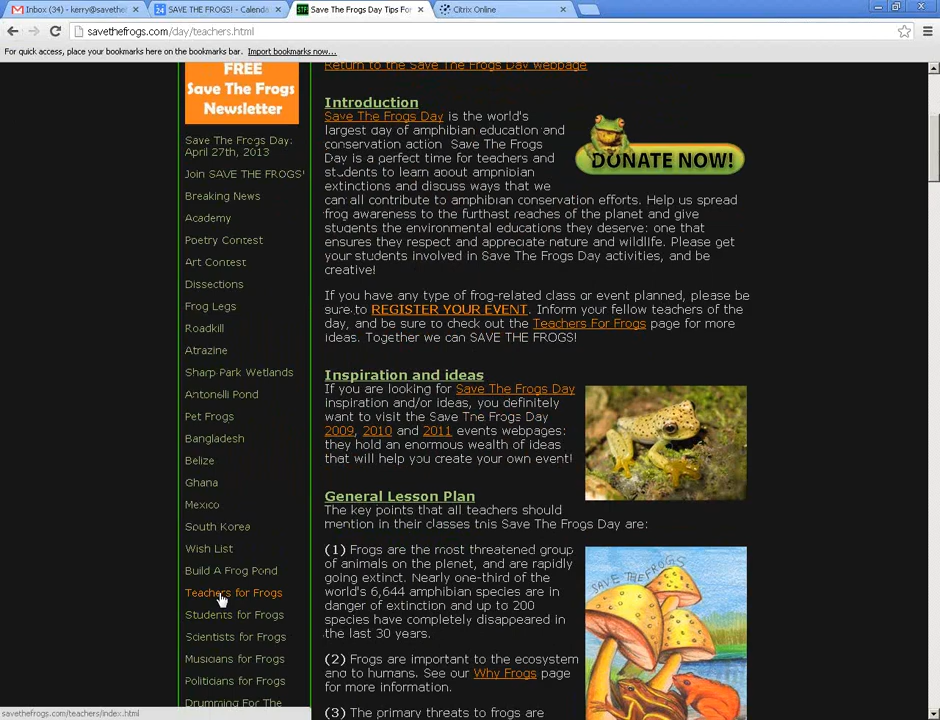 Inbox (34) - kerry@savethef
SAVE THE FROGS! - Calenda
Save The Frogs Day Tips For
Citrix Online
savethefrogs.com/day/teachers.html
For quick access, place your bookmarks here on the bookmarks bar. Import bookmarks now...
FREE
Save The Frogs
Newsletter
Save The Frogs Day:
April 27th, 2013
Join SAVE THE FROGS!
Breaking News
Academy
Poetry Contest
Art Contest
Dissections
Frog Legs
Roadkill
Atrazine
Sharp Park Wetlands
Antonelli Pond
Pet Frogs
Bangladesh
Belize
Ghana
Mexico
South Korea
Wish List
Build A Frog Pond
Teachers for Frogs
Students for Frogs
Scientists for Frogs
Musicians for Frogs
Politicians for Frogs
Drumming For The
Return to the Save The Frogs Day webpage
Introduction
Save The Frogs Day is the world's
largest day of amphibian education and
conservation action. Save The Frogs
Day is a perfect time for teachers and
students to learn about amphibian
extinctions and discuss ways that we
can all contribute to amphibian conservation efforts. Help us spread
frog awareness to the furthest reaches of the planet and give
students the environmental educations they deserve: one that
ensures they respect and appreciate nature and wildlife. Please get
your students involved in Save The Frogs Day activities, and be
creative!
DONATE NOW!
If you have any type of frog-related class or event planned, please be
sure to REGISTER YOUR EVENT. Inform your fellow teachers of the
day, and be sure to check out the Teachers For Frogs page for more
ideas. Together we can SAVE THE FROGS!
Inspiration and ideas
If you are looking for Save The Frogs Day
inspiration and/or ideas, you definitely
want to visit the Save The Frogs Day
2009, 2010 and 2011 events webpages:
they hold an enormous wealth of ideas
that will help you create your own event!
General Lesson Plan
The key points that all teachers should
mention in their classes this Save The Frogs Day are:
(1) Frogs are the most threatened group
of animals on the planet, and are rapidly
going extinct. Nearly one-third of the
world's 6,644 amphibian species are in
danger of extinction and up to 200
species have completely disappeared in
the last 30 years.
SAVE THE FROGS
(2) Frogs are important to the ecosystem
and to humans. See our Why Frogs page
for more information.
(3) The primary threats to frogs are
savethefrogs.com/teachers/index.html